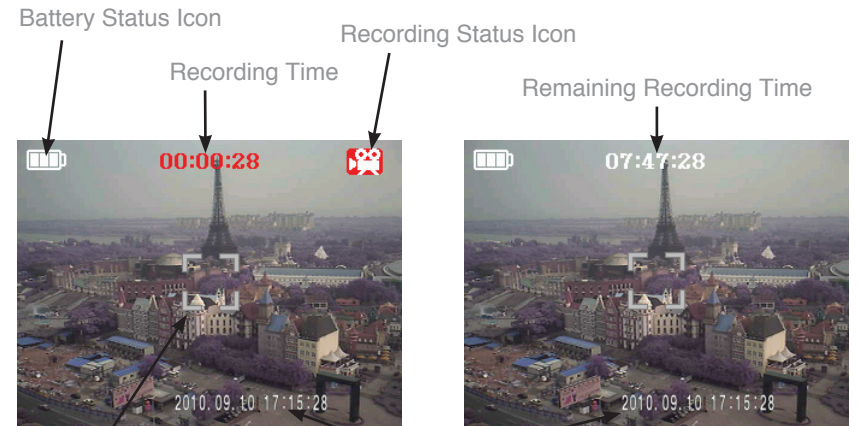 Battery Status Icon
Recording Status Icon
Recording Time
Remaining Recording Time
00:00:28
07:47:28
2010.09.10 17:15:28
2010.09.10 17:15:28